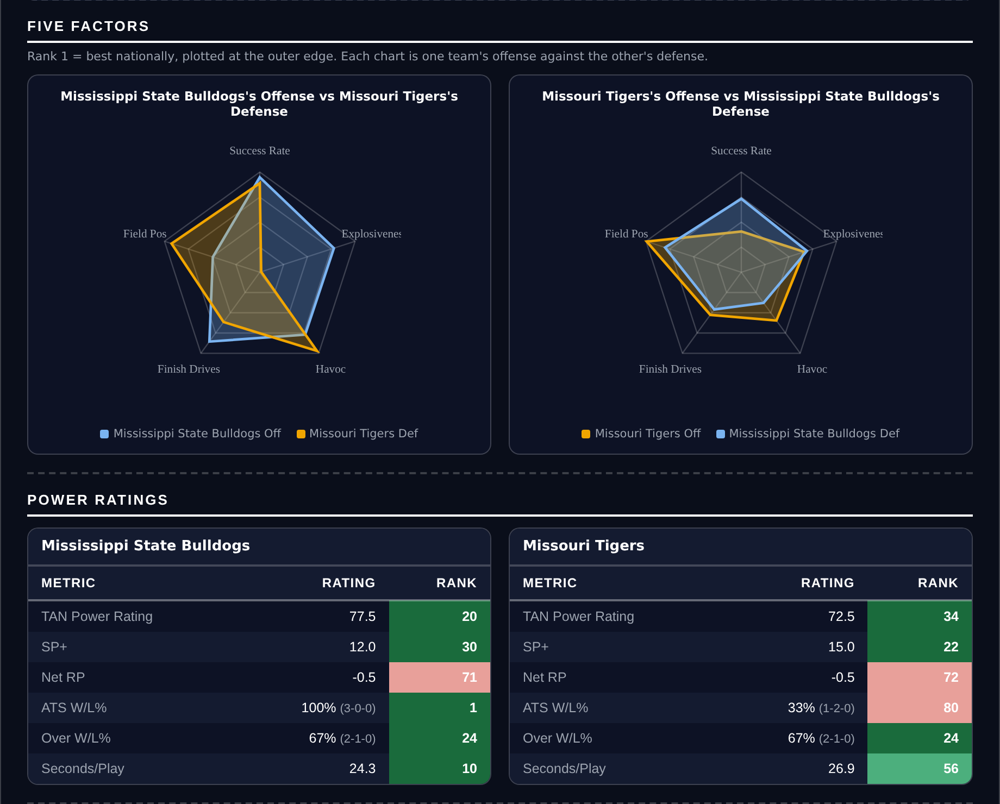 FIVE FACTORS
Rank 1 = best nationally, plotted at the outer edge. Each chart is one team's offense against the other's defense.
Mississippi State Bulldogs's Offense vs Missouri Tigers's
Defense
Success Rate
Field Pos
Explosivenes
Finish Drives
Havoc
Mississippi State Bulldogs Off
Missouri Tigers Def
Missouri Tigers's Offense vs Mississippi State Bulldogs's
Defense
Success Rate
Field Pos
Explosivenes
Finish Drives
Havoc
Missouri Tigers Off
Mississippi State Bulldogs Def
POWER RATINGS
Mississippi State Bulldogs
METRIC RATING RANK
TAN Power Rating 77.5 20
SP+ 12.0 30
Net RP -0.5 71
ATS W/L% 100% (3-0-0) 1
Over W/L% 67% (2-1-0) 24
Seconds/Play 24.3 10
Missouri Tigers
METRIC RATING RANK
TAN Power Rating 72.5 34
SP+ 15.0 22
Net RP -0.5 72
ATS W/L% 33% (1-2-0) 80
Over W/L% 67% (2-1-0) 24
Seconds/Play 26.9 56